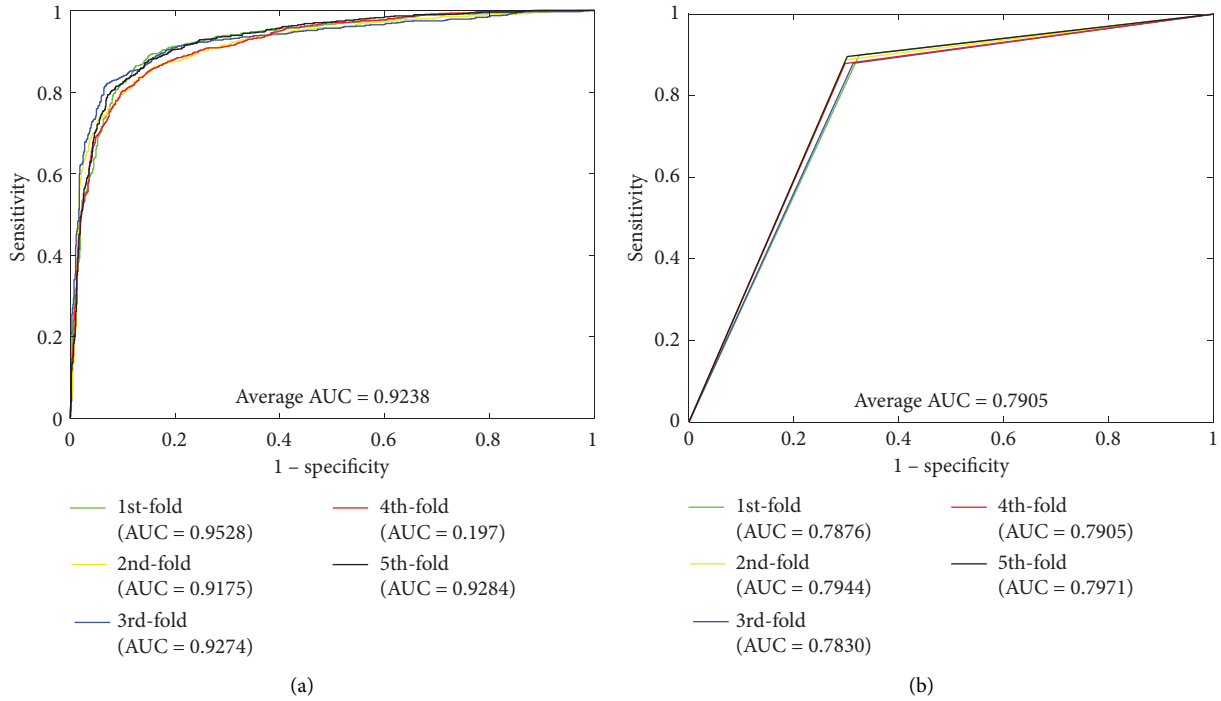 1
0.8
0.6
0.4
0.2
0
Sensitivity
Average AUC = 0.9238
0 0.2 0.4 0.6 0.8 1
1 – specificity
1st-fold
(AUC = 0.9528)
2nd-fold
(AUC = 0.9175)
3rd-fold
(AUC = 0.9274)
4th-fold
(AUC = 0.197)
5th-fold
(AUC = 0.9284)
(a)
1
0.8
0.6
0.4
0.2
0
Sensitivity
Average AUC = 0.7905
0 0.2 0.4 0.6 0.8 1
1 – specificity
1st-fold
(AUC = 0.7876)
2nd-fold
(AUC = 0.7944)
3rd-fold
(AUC = 0.7830)
4th-fold
(AUC = 0.7905)
5th-fold
(AUC = 0.7971)
(b)